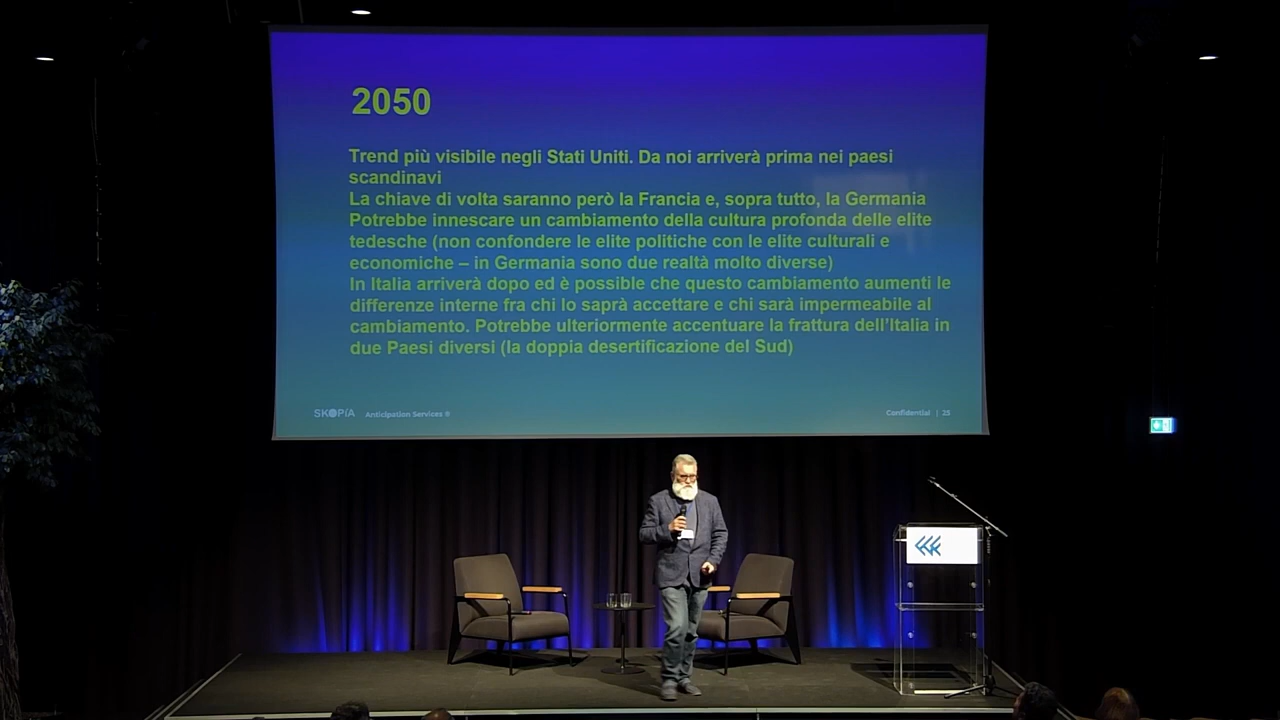 2050
Trend più visibile negli Stati Uniti. Da noi arriverà prima nei paesi
scandinavi
La chiave di volta saranno però la Francia e, sopra tutto, la Germania
Potrebbe innescare un cambiamento della cultura profonda delle elite
tedesche (non confondere le elite politiche con le elite culturali e
economiche – in Germania sono due realtà molto diverse)
In Italia arriverà dopo ed è possibile che questo cambiamento aumenti le
differenze interne fra chi lo saprà accettare e chi sarà impermeabile al
cambiamento. Potrebbe ulteriormente accentuare la frattura dell'Italia in
due Paesi diversi (la doppia desertificazione del Sud)
SKOPÍA Anticipation Services ®
Confidential | 25